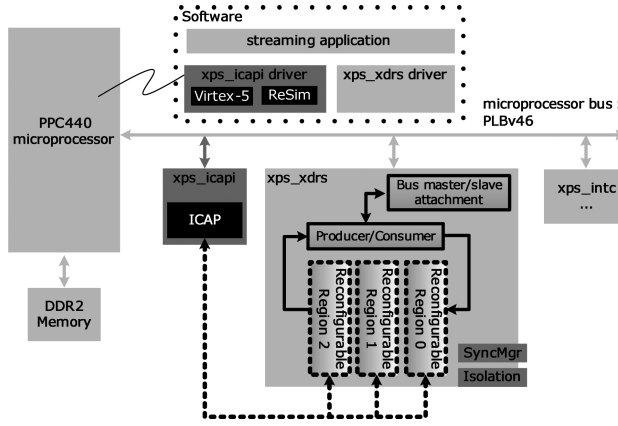 Software
streaming application
xps_icapi driver
Virtex-5
ReSim
xps_xdrs driver
PPC440
microprocessor
microprocessor bus :
PLBv46
xps_icapi
ICAP
xps_xdrs
Bus master/slave
attachment
Producer/Consumer
xps_intc
...
Reconfigurable
Region 2
Reconfigurable
Region 1
Reconfigurable
Region 0
DDR2
Memory
SyncMgr
Isolation